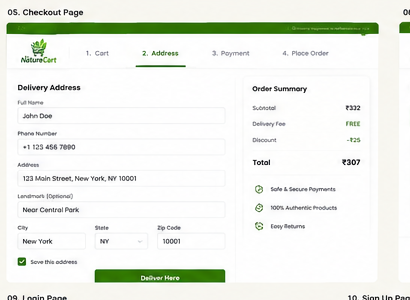 05. Checkout Page
NatureCart
1. Cart
2. Address
3. Payment
4. Place Order
Delivery Address
Full Name
John Doe
Phone Number
+1 123 456 7890
Address
123 Main Street, New York, NY 10001
Landmark (Optional)
Near Central Park
City
State
Zip Code
New York
NY
10001
Save this address
Deliver Here
Order Summary
Subtotal ₹332
Delivery Fee FREE
Discount -₹25
Total ₹307
Safe & Secure Payments
100% Authentic Products
Easy Returns
09. Login Page
10. Sign Up Pag